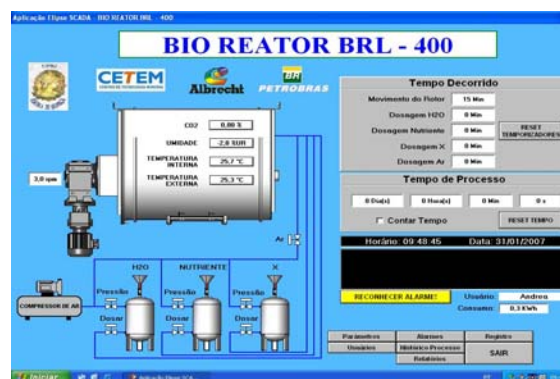 Aplicação Elipse SCADA - BIO REATOR BRL - 400
BIO REATOR BRL - 400
CETEM
Albrecht
BR
PETROBRAS
CO2 0,00 %
UMIDADE -2,0 %UR
TEMPERATURA INTERNA 25,7 °C
TEMPERATURA EXTERNA 25,3 °C
3,0 rpm
Ar
H2O NUTRIENTE X
Pressão Pressão Pressão
Dosar Dosar Dosar
COMPRESSOR DE AR
Tempo Decorrido
Movimento do Rotor 15 Min
Dosagem H2O 0 Min
Dosagem Nutriente 0 Min
Dosagem X 0 Min
Dosagem Ar 0 Min
RESET TEMPORIZADORES
Tempo de Processo
0 Dia(s) 0 Hora(s) 0 Min 0 s
Contar Tempo
RESET TEMPO
Horário: 09:48:45 Data: 31/01/2007
RECONHECER ALARME!
Usuário: Andrea
Consumo: 0,3 KWh
Parâmetros Alarmes Registro
Usuários Histórico Processo
Relatórios
SAIR
Iniciar